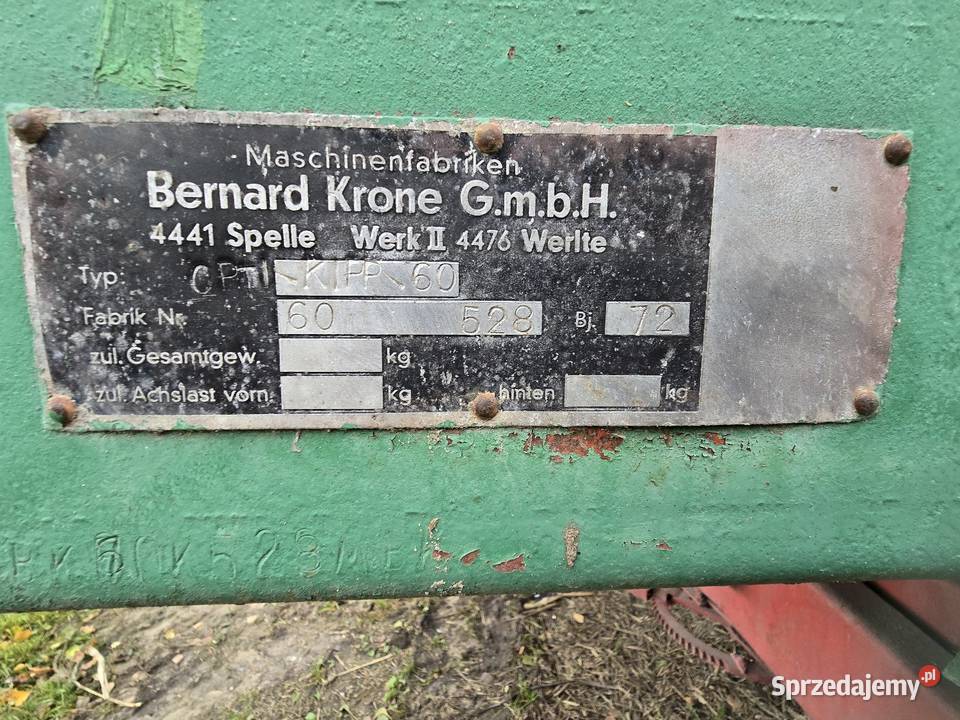 Maschinenfabriken
Bernard Krone G.m.b.H.
4441 Spelle Werk II 4476 Werlte
Typ: OPTI-KIPP-60
Fabrik Nr. 60 528 Bj. 72
zul. Gesamtgew. kg
zul. Achslast vorn kg hinten kg
Sprzedajemy.pl